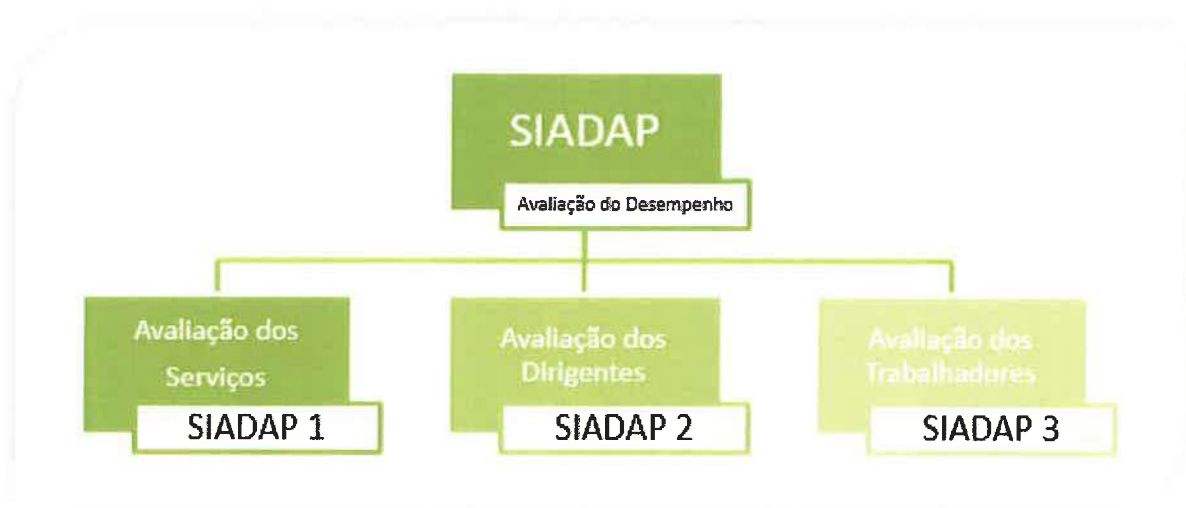 SIADAP
Avaliação do Desempenho
Avaliação dos
Serviços
SIADAP 1
Avaliação dos
Dirigentes
SIADAP 2
Avaliação dos
Trabalhadores
SIADAP 3